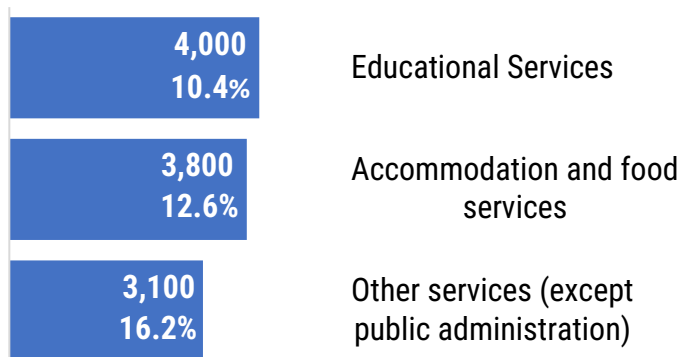 4,000
10.4%
Educational Services
3,800
12.6%
Accommodation and food
services
3,100
16.2%
Other services (except
public administration)